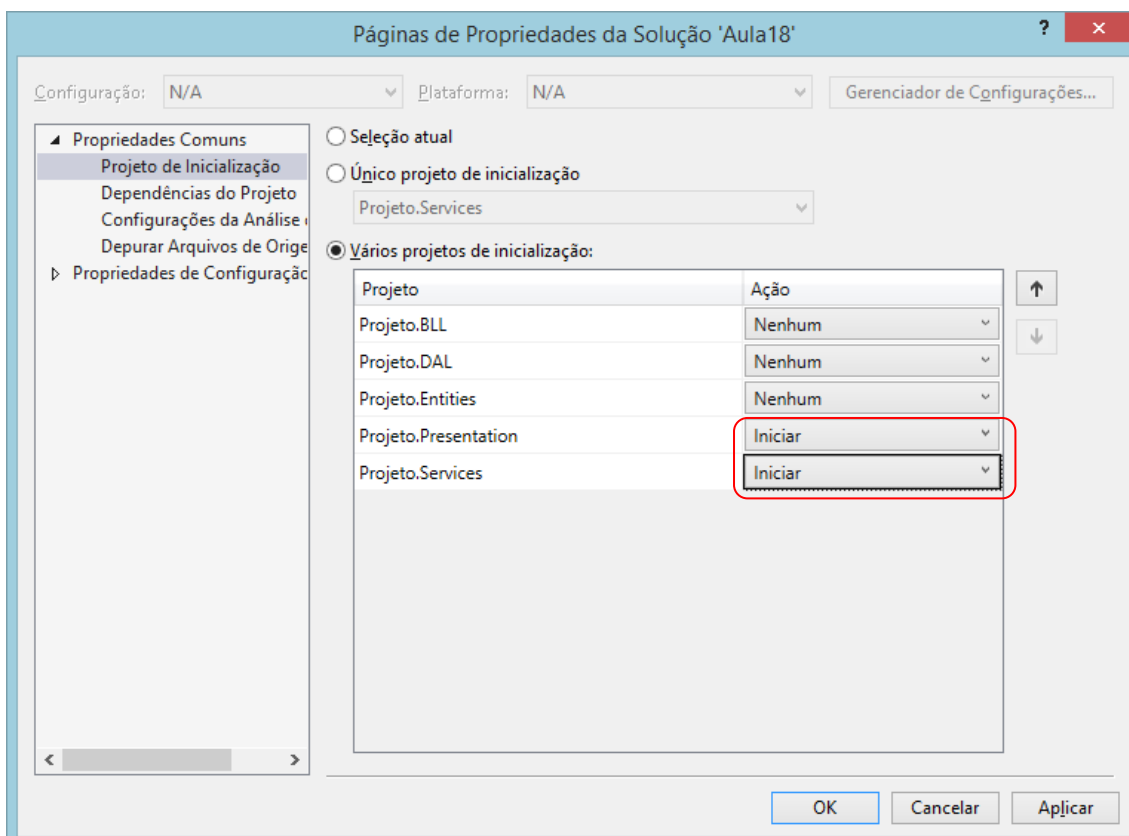 Páginas de Propriedades da Solução 'Aula18'
?
×
Configuração: N/A Plataforma: N/A Gerenciador de Configurações...
Propriedades Comuns
Projeto de Inicialização
Dependências do Projeto
Configurações da Análise
Depurar Arquivos de Orige
Propriedades de Configuraçã
Seleção atual
Único projeto de inicialização
Projeto.Services
Vários projetos de inicialização:
Projeto Ação
Projeto.BLL Nenhum
Projeto.DAL Nenhum
Projeto.Entities Nenhum
Projeto.Presentation Iniciar
Projeto.Services Iniciar
OK Cancelar Aplicar